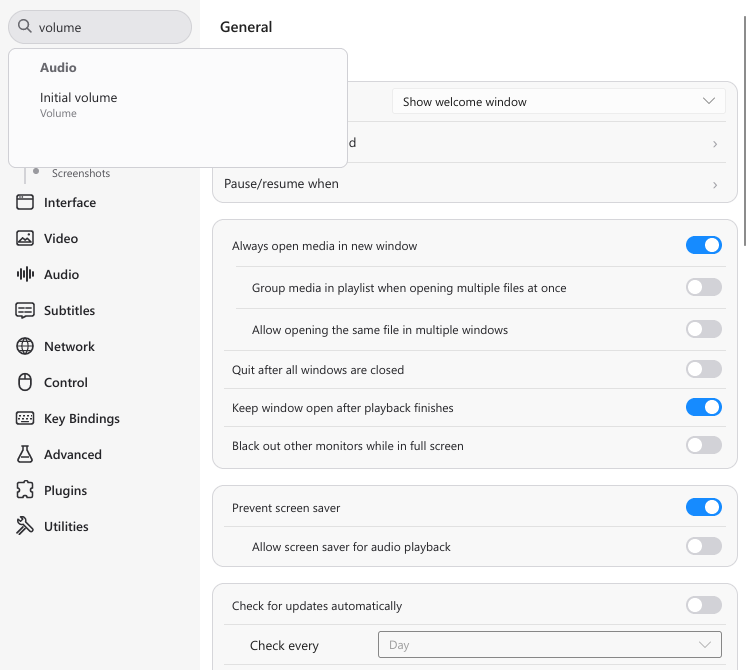 volume
Audio
Initial volume
Volume
Screenshots
Interface
Video
Audio
Subtitles
Network
Control
Key Bindings
Advanced
Plugins
Utilities
General
Show welcome window
d
Pause/resume when
Always open media in new window
Group media in playlist when opening multiple files at once
Allow opening the same file in multiple windows
Quit after all windows are closed
Keep window open after playback finishes
Black out other monitors while in full screen
Prevent screen saver
Allow screen saver for audio playback
Check for updates automatically
Check every
Day